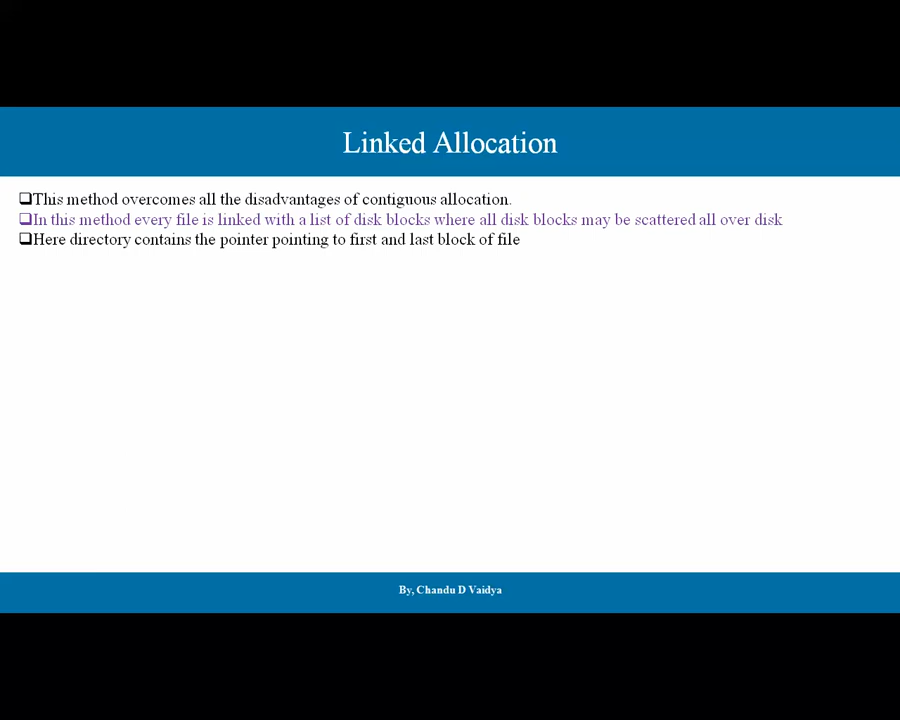 Linked Allocation
❑This method overcomes all the disadvantages of contiguous allocation.
❑In this method every file is linked with a list of disk blocks where all disk blocks may be scattered all over disk
❑Here directory contains the pointer pointing to first and last block of file
By, Chandu D Vaidya